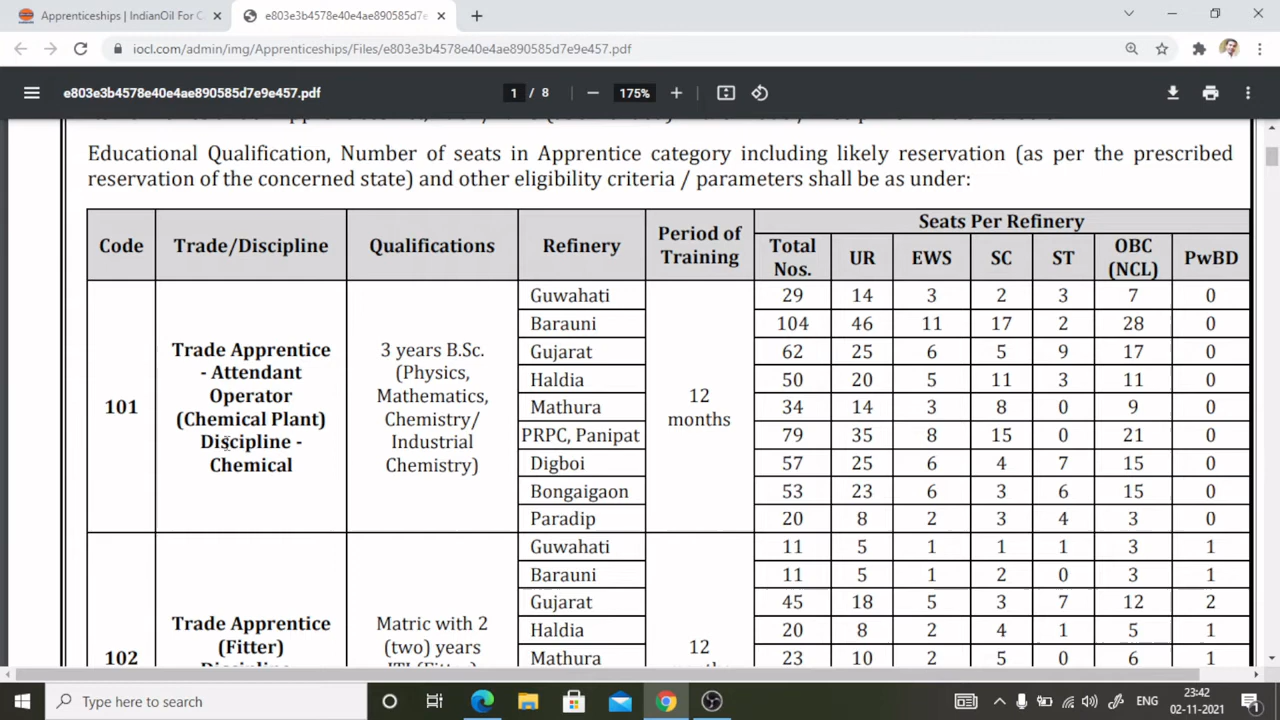 Apprenticeships | IndianOil For C
e803e3b4578e40e4ae890585d7e9e
iocl.com/admin/img/Apprenticeships/Files/e803e3b4578e40e4ae890585d7e9e457.pdf
e803e3b4578e40e4ae890585d7e9e457.pdf
1 / 8
175%
Educational Qualification, Number of seats in Apprentice category including likely reservation (as per the prescribed
reservation of the concerned state) and other eligibility criteria / parameters shall be as under:
Code Trade/Discipline Qualifications Refinery Period of Training Seats Per Refinery
Total Nos. UR EWS SC ST OBC (NCL) PwBD
101 Trade Apprentice - Attendant Operator (Chemical Plant) Discipline - Chemical
3 years B.Sc. (Physics, Mathematics, Chemistry/ Industrial Chemistry)
12 months
Guwahati 29 14 3 2 3 7 0
Barauni 104 46 11 17 2 28 0
Gujarat 62 25 6 5 9 17 0
Haldia 50 20 5 11 3 11 0
Mathura 34 14 3 8 0 9 0
PRPC, Panipat 79 35 8 15 0 21 0
Digboi 57 25 6 4 7 15 0
Bongaigaon 53 23 6 3 6 15 0
Paradip 20 8 2 3 4 3 0
102 Trade Apprentice (Fitter)
Matric with 2 (two) years
12
Guwahati 11 5 1 1 1 3 1
Barauni 11 5 1 2 0 3 1
Gujarat 45 18 5 3 7 12 2
Haldia 20 8 2 4 1 5 1
Mathura 23 10 2 5 0 6 1
Type here to search
ENG
23:42
02-11-2021